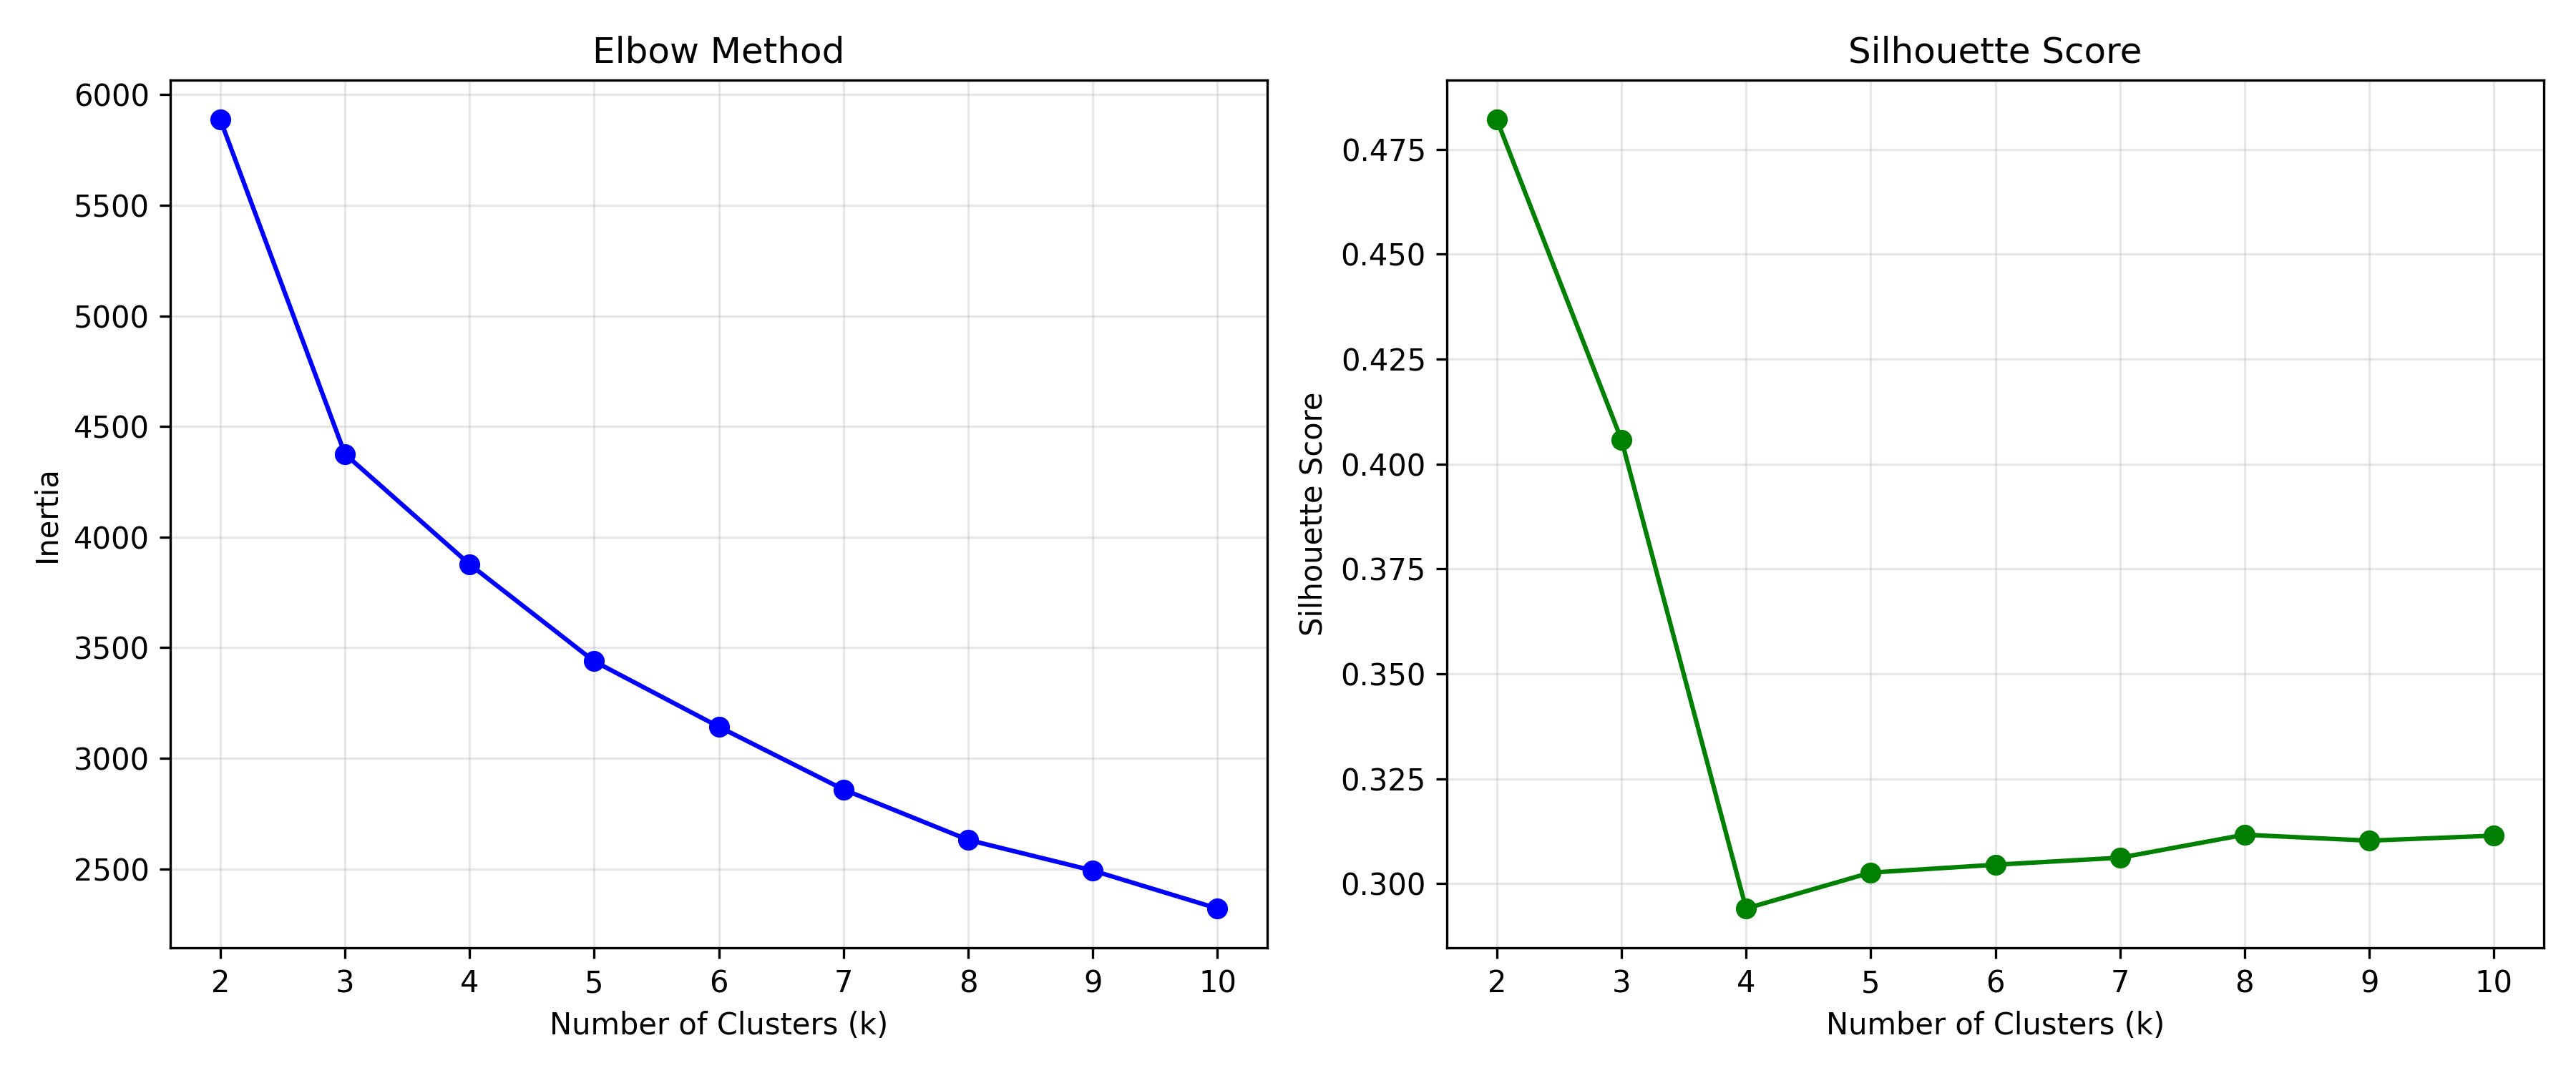 Elbow Method
6000
5500
5000
4500
4000
3500
3000
2500
Inertia
2 3 4 5 6 7 8 9 10
Number of Clusters (k)
Silhouette Score
0.475
0.450
0.425
0.400
0.375
0.350
0.325
0.300
Silhouette Score
2 3 4 5 6 7 8 9 10
Number of Clusters (k)